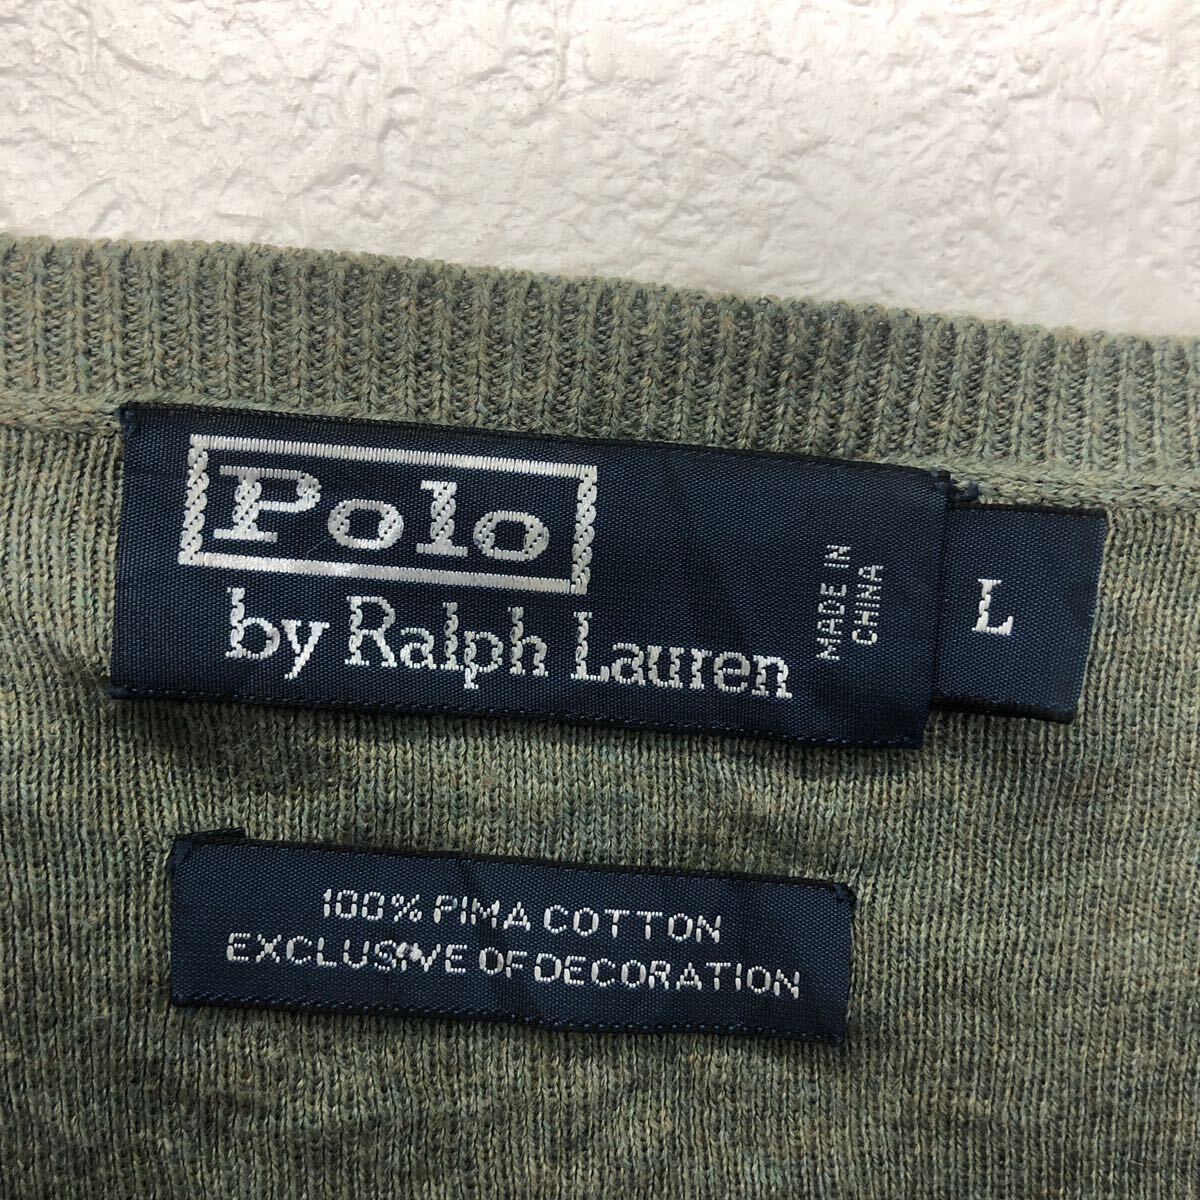 Polo
by Ralph Lauren
MADE IN
CHINA
L
100% PIMA COTTON
EXCLUSIVE OF DECORATION